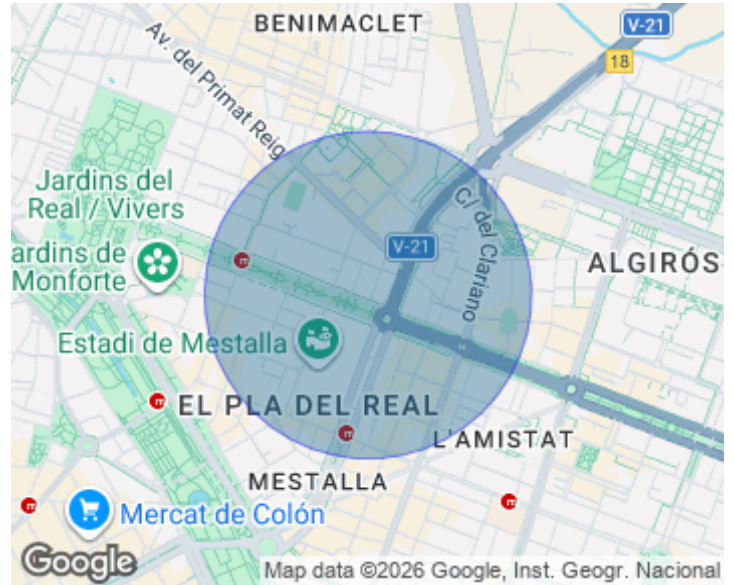 BENIMACLET
V-21
18
Av. del Primat Reig
Jardins del
Real / Vivers
C/ del Clariano
V-21
ardins de
Monforte
ALGIRÓS
Estadi de Mestalla
EL PLA DEL REAL
L'AMISTAT
MESTALLA
Mercat de Colón
Google
Map data ©2026 Google, Inst. Geogr. Nacional